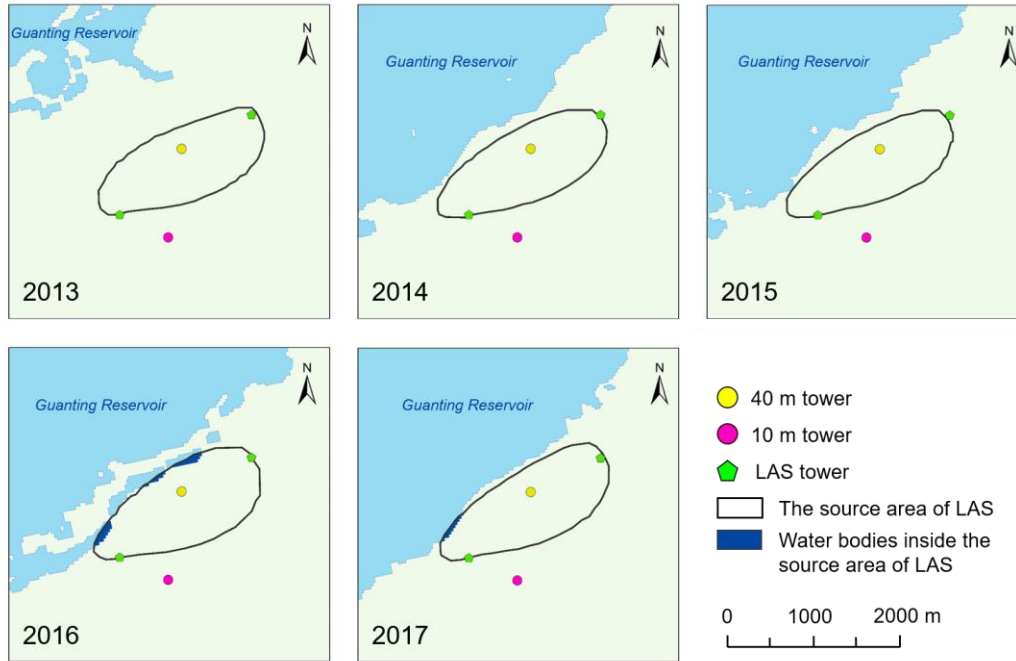 Guanting Reservoir
N
2013
Guanting Reservoir
N
2014
Guanting Reservoir
N
2015
Guanting Reservoir
N
2016
Guanting Reservoir
N
2017
40 m tower
10 m tower
LAS tower
The source area of LAS
Water bodies inside the
source area of LAS
0 1000 2000 m